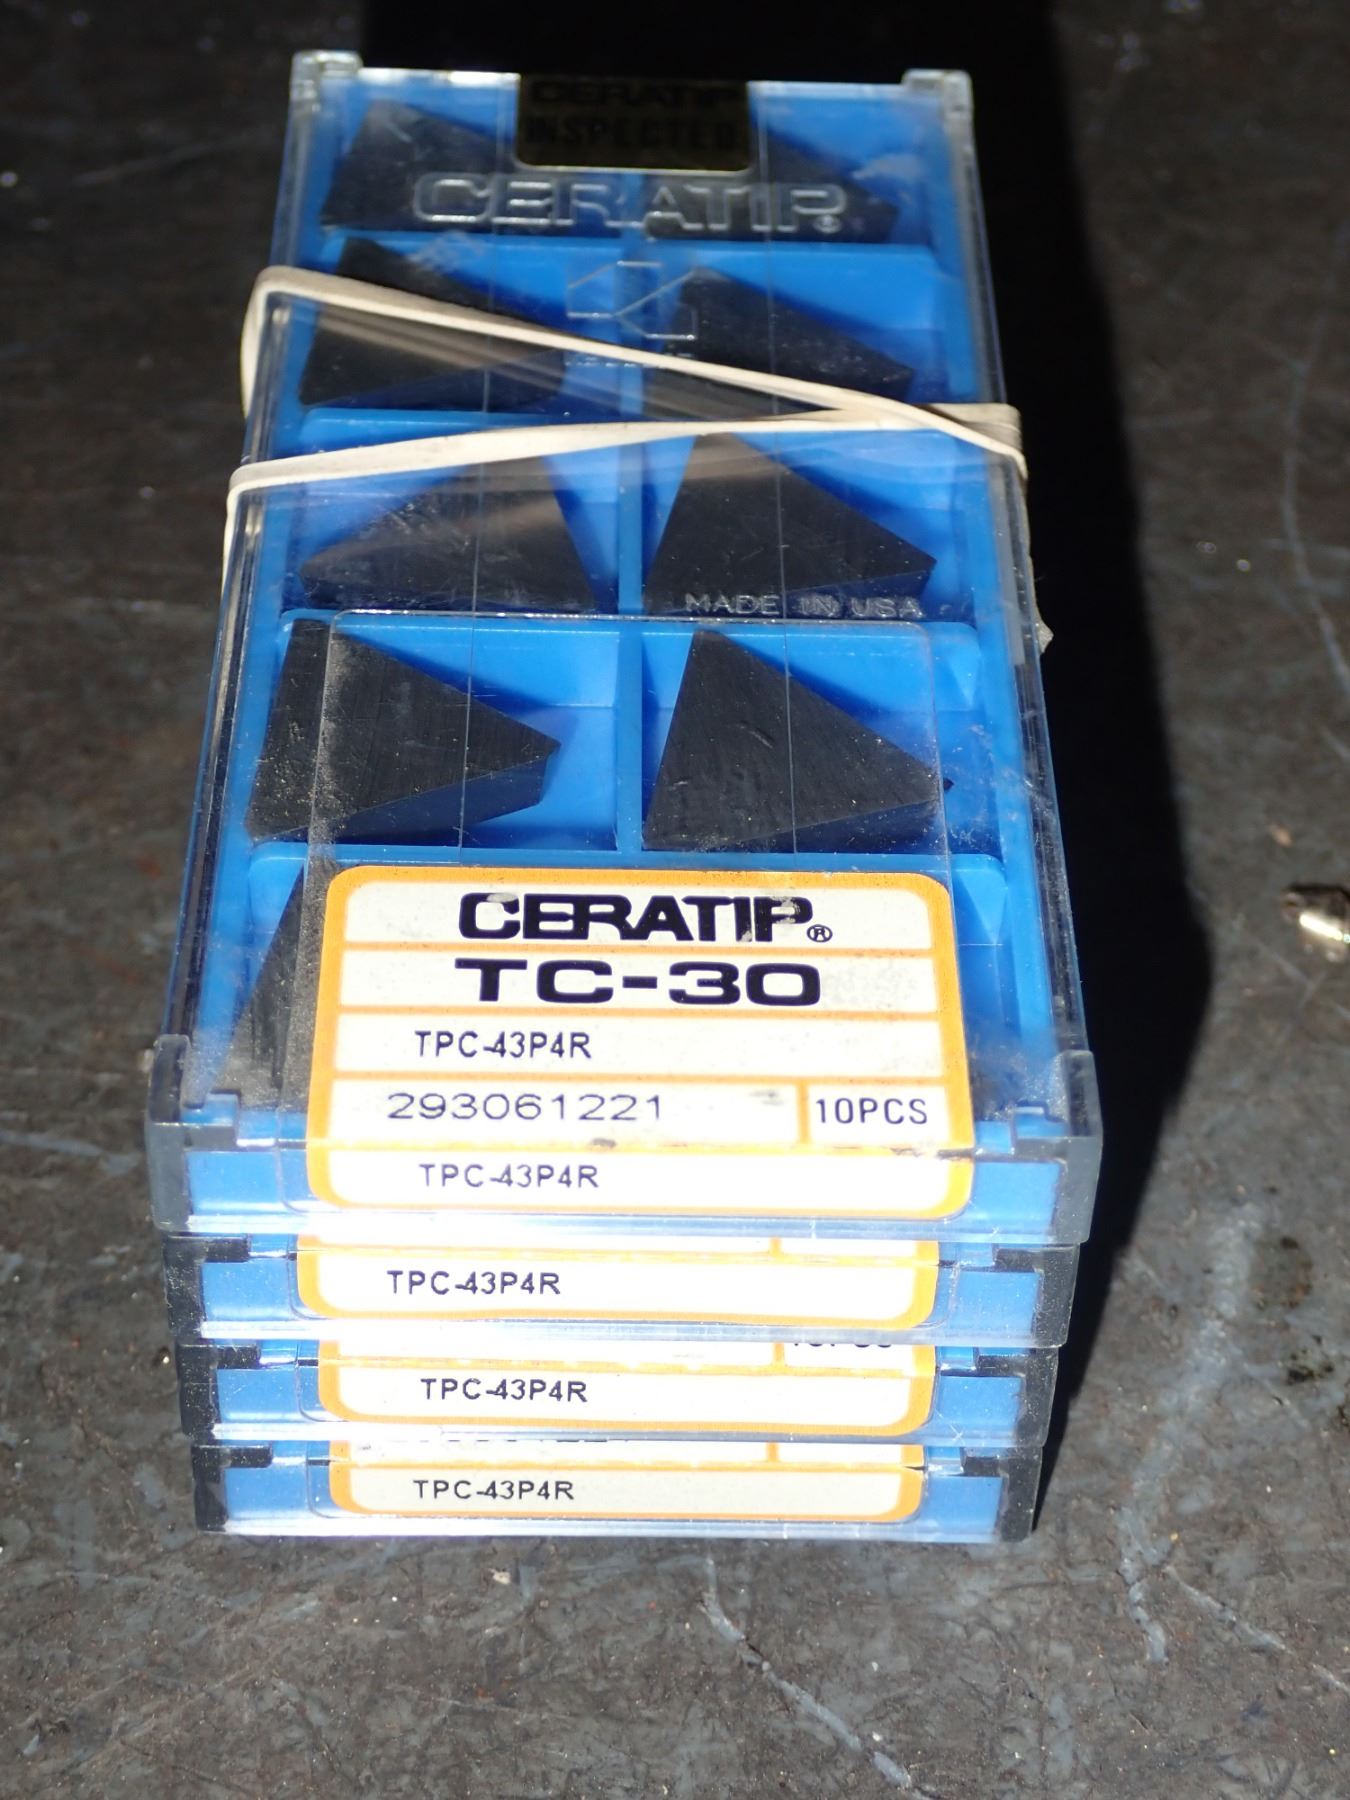 CERATIP
INSPECTED
CERATIP®
MADE IN USA
CERATIP®
TC-30
TPC-43P4R
293061221 10PCS
TPC-43P4R
TPC-43P4R
10PCS
TPC-43P4R
TPC-43P4R